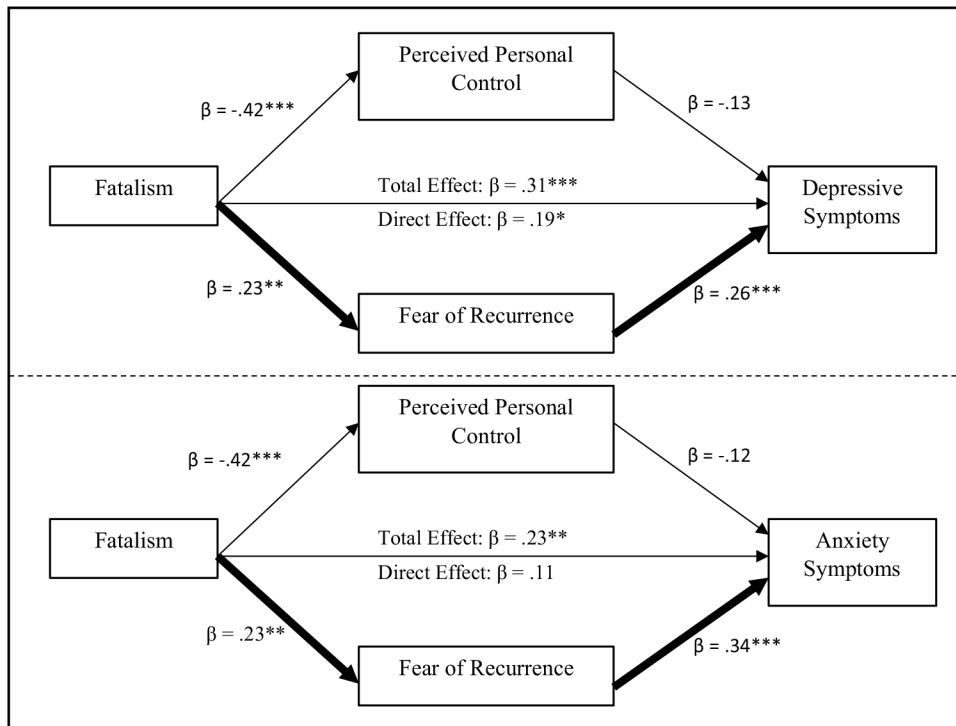 Perceived Personal
Control
β = -.42***
β = -.13
Fatalism
Total Effect: β = .31***
Direct Effect: β = .19*
Depressive
Symptoms
β = .23**
β = .26***
Fear of Recurrence
Perceived Personal
Control
β = -.42***
β = -.12
Fatalism
Total Effect: β = .23**
Direct Effect: β = .11
Anxiety
Symptoms
β = .23**
β = .34***
Fear of Recurrence